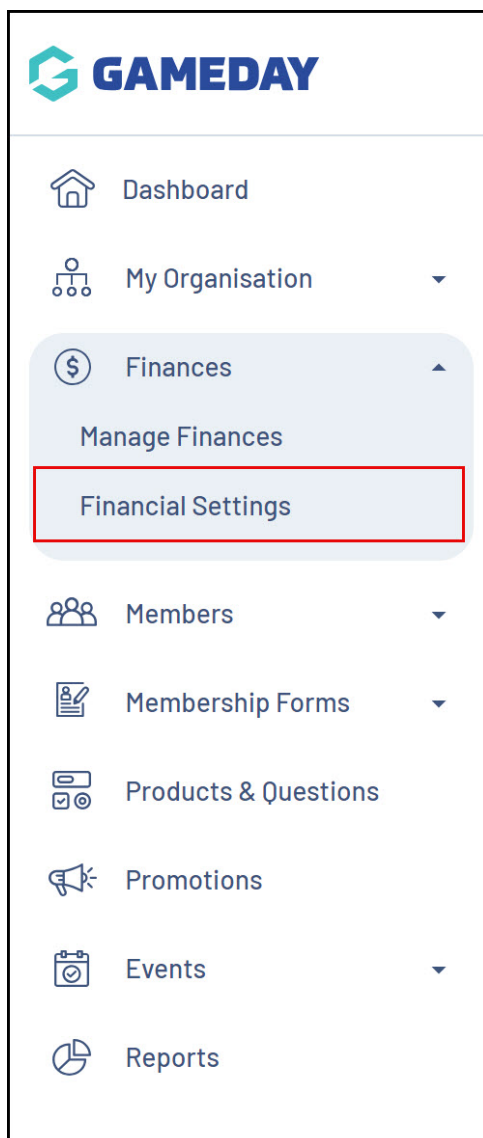 GAMEDAY
Dashboard
My Organisation
Finances
Manage Finances
Financial Settings
Members
Membership Forms
Products & Questions
Promotions
Events
Reports